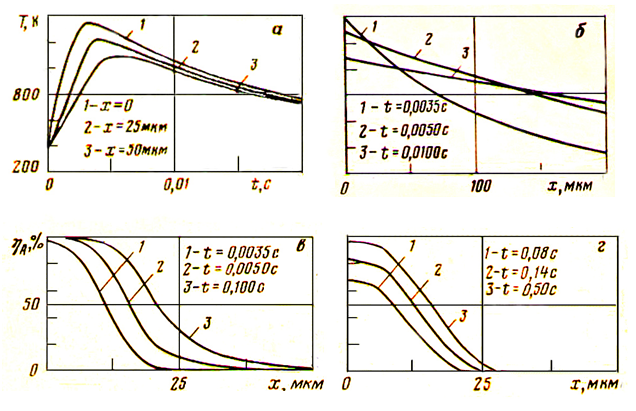 T, K
а
1
2
3
800
1-x=0
2-x=25мкм
3-x=50мкм
200
0
0,01
t, c
б
1
2
3
1-t=0,0035c
2-t=0,0050c
3-t=0,0100c
0
100
x, мкм
ηА, %
в
1
2
3
1-t=0,0035c
2-t=0,0050c
3-t=0,100c
50
0
25
x, мкм
г
1
2
3
1-t=0,08c
2-t=0,14c
3-t=0,50c
50
0
0
25
x, мкм